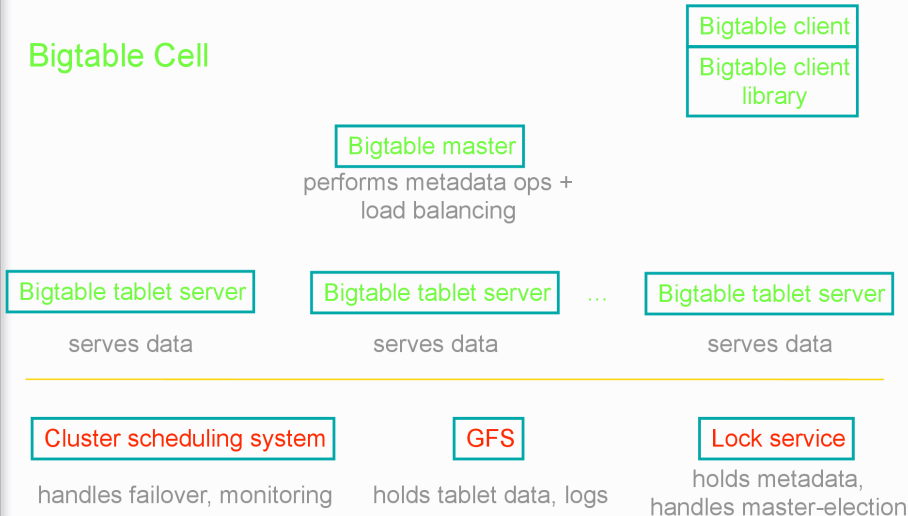 Bigtable Cell
Bigtable client
Bigtable client
library
Bigtable master
performs metadata ops +
load balancing
Bigtable tablet server
Bigtable tablet server
...
Bigtable tablet server
serves data
serves data
serves data
Cluster scheduling system
GFS
Lock service
handles failover, monitoring
holds tablet data, logs
holds metadata,
handles master-election